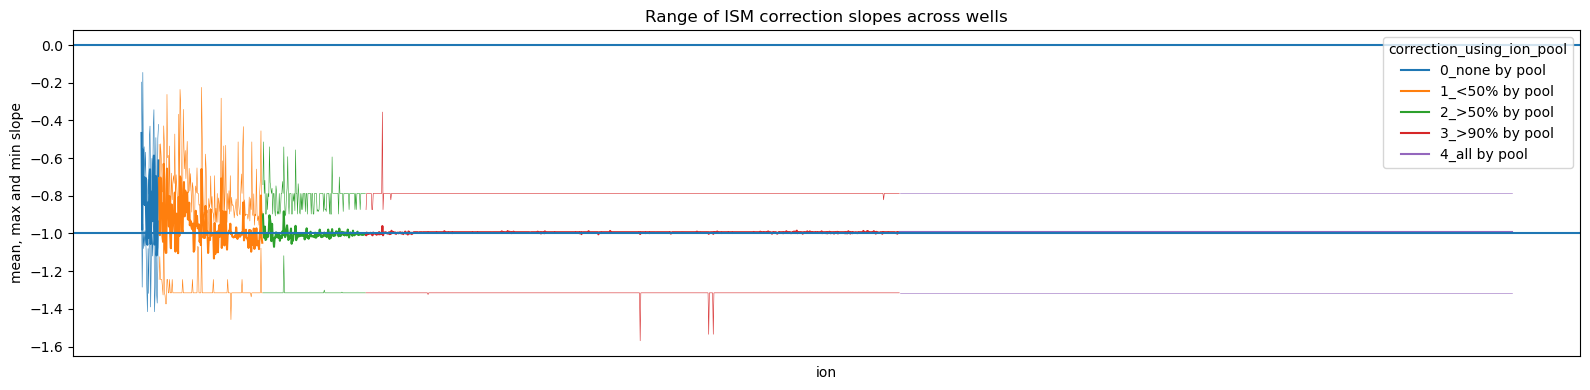 Range of ISM correction slopes across wells
mean, max and min slope
0.0
−0.2
−0.4
−0.6
−0.8
−1.0
−1.2
−1.4
−1.6
correction_using_ion_pool
0_none by pool
1_<50% by pool
2_>50% by pool
3_>90% by pool
4_all by pool
ion